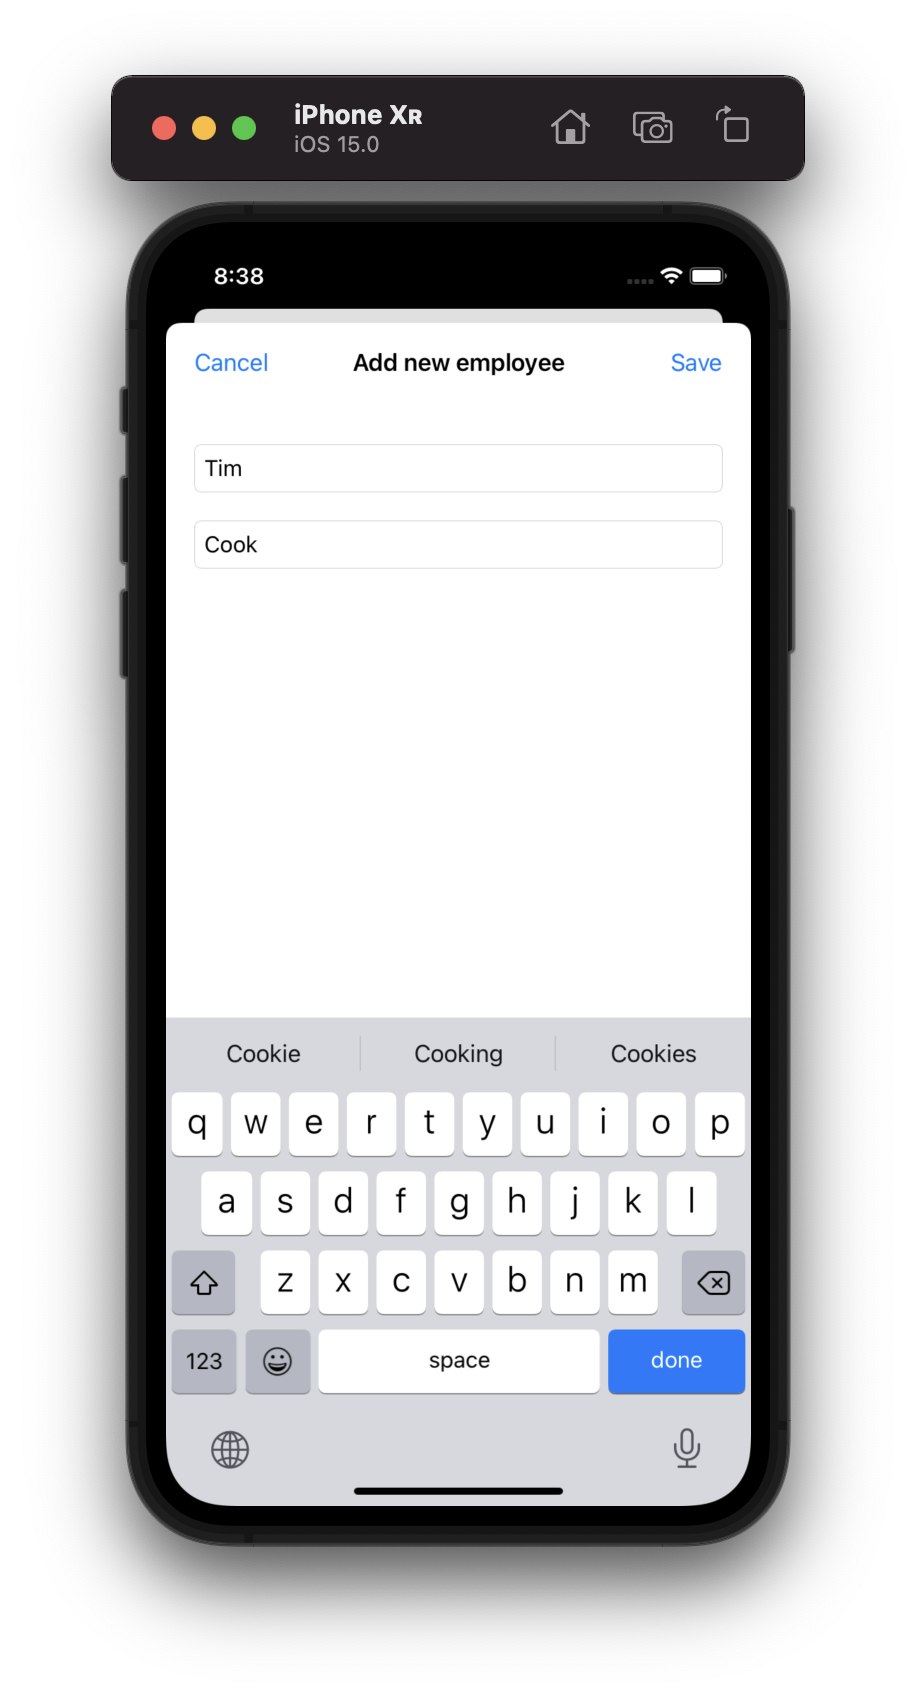 iPhone XR
iOS 15.0
8:38
Cancel Add new employee Save
Tim
Cook
Cookie Cooking Cookies
q w e r t y u i o p
a s d f g h j k l
z x c v b n m
123 space done